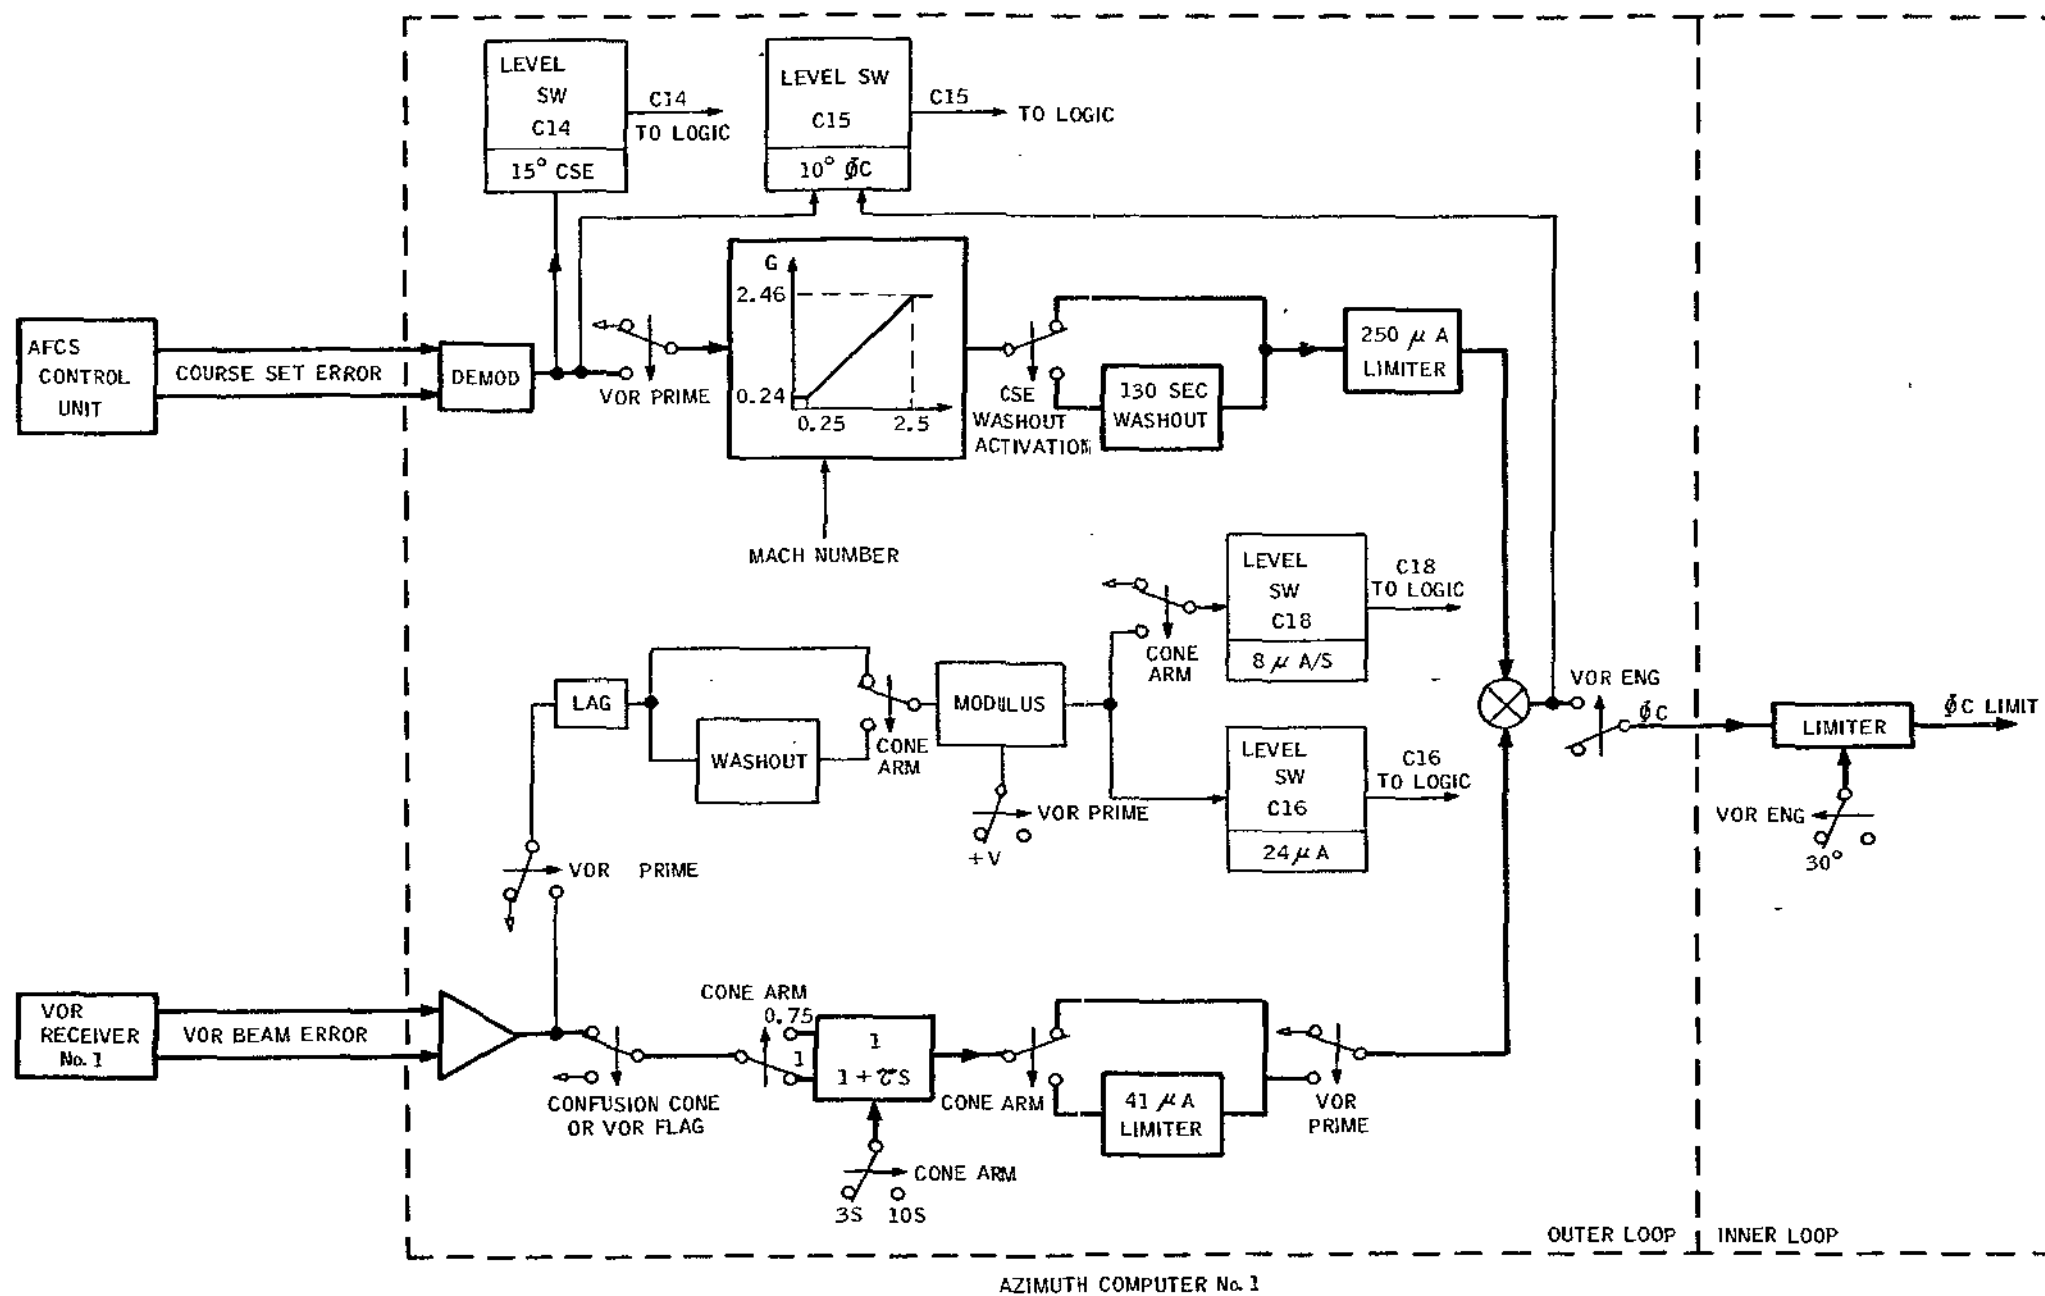 LEVEL
SW
C14
15° CSE
C14
TO LOGIC
LEVEL SW
C15
10° ϕC
C15
TO LOGIC
AFCS
CONTROL
UNIT
COURSE SET ERROR
DEMOD
VOR PRIME
G
2.46
0.24
0.25
2.5
MACH NUMBER
CSE
WASHOUT
ACTIVATION
130 SEC
WASHOUT
250 μ A
LIMITER
LEVEL
SW
C18
8 μ A/S
C18
TO LOGIC
CONE
ARM
LAG
WASHOUT
CONE
ARM
MODULUS
VOR PRIME
+V
LEVEL
SW
C16
24 μ A
C16
TO LOGIC
VOR ENG
ϕC
LIMITER
ϕC LIMIT
VOR ENG
30°
VOR PRIME
VOR
RECEIVER
No.1
VOR BEAM ERROR
CONFUSION CONE
OR VOR FLAG
CONE ARM
0.75
1
1
1 + τS
CONE ARM
3S 10S
CONE ARM
41 μ A
LIMITER
VOR
PRIME
OUTER LOOP
INNER LOOP
AZIMUTH COMPUTER No.1